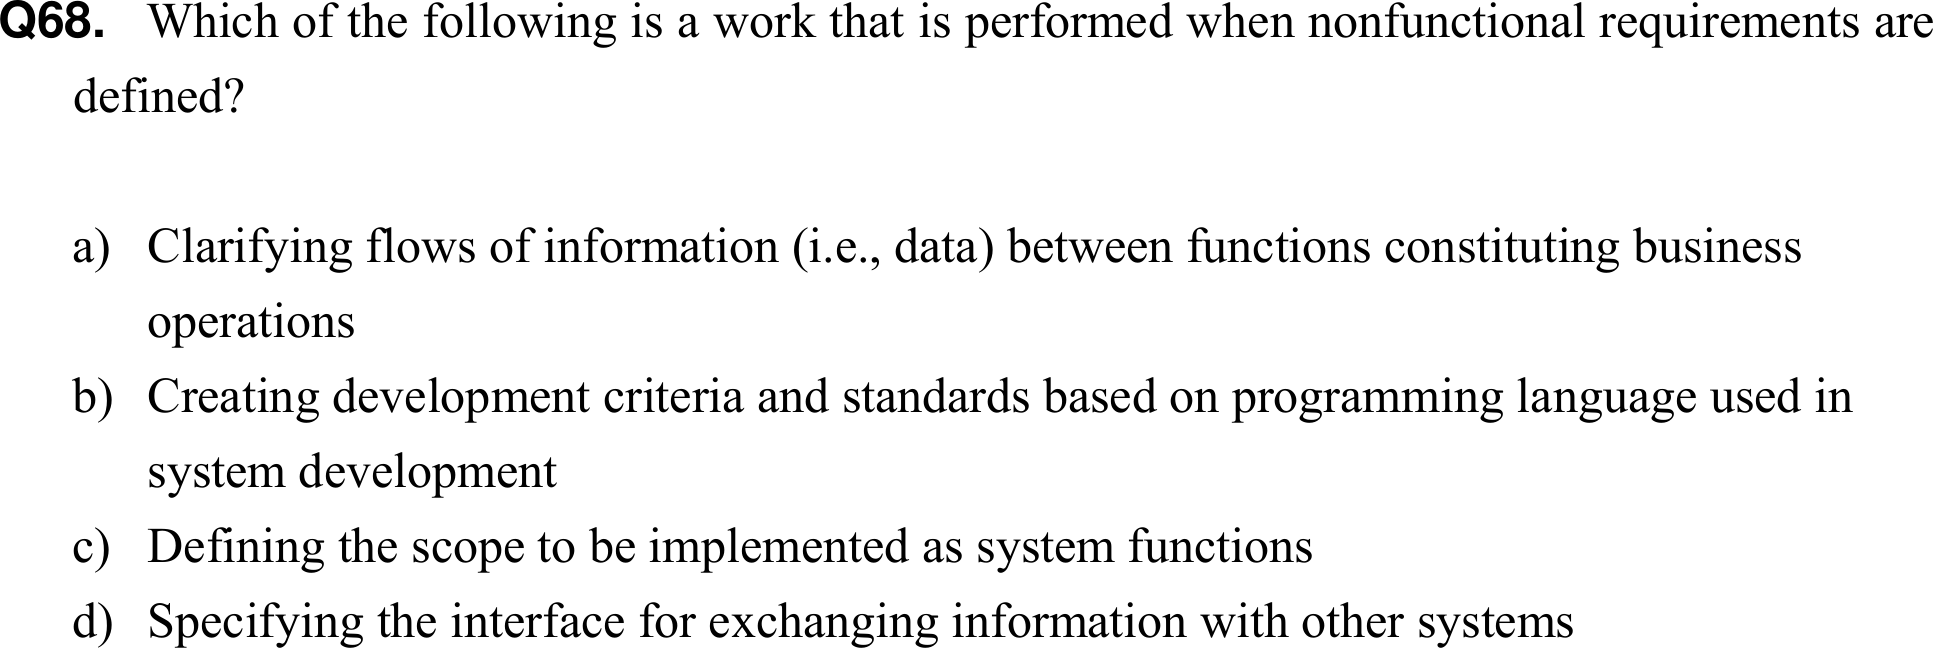 Q68. Which of the following is a work that is performed when nonfunctional requirements are
defined?
a) Clarifying flows of information (i.e., data) between functions constituting business
operations
b) Creating development criteria and standards based on programming language used in
system development
c) Defining the scope to be implemented as system functions
d) Specifying the interface for exchanging information with other systems